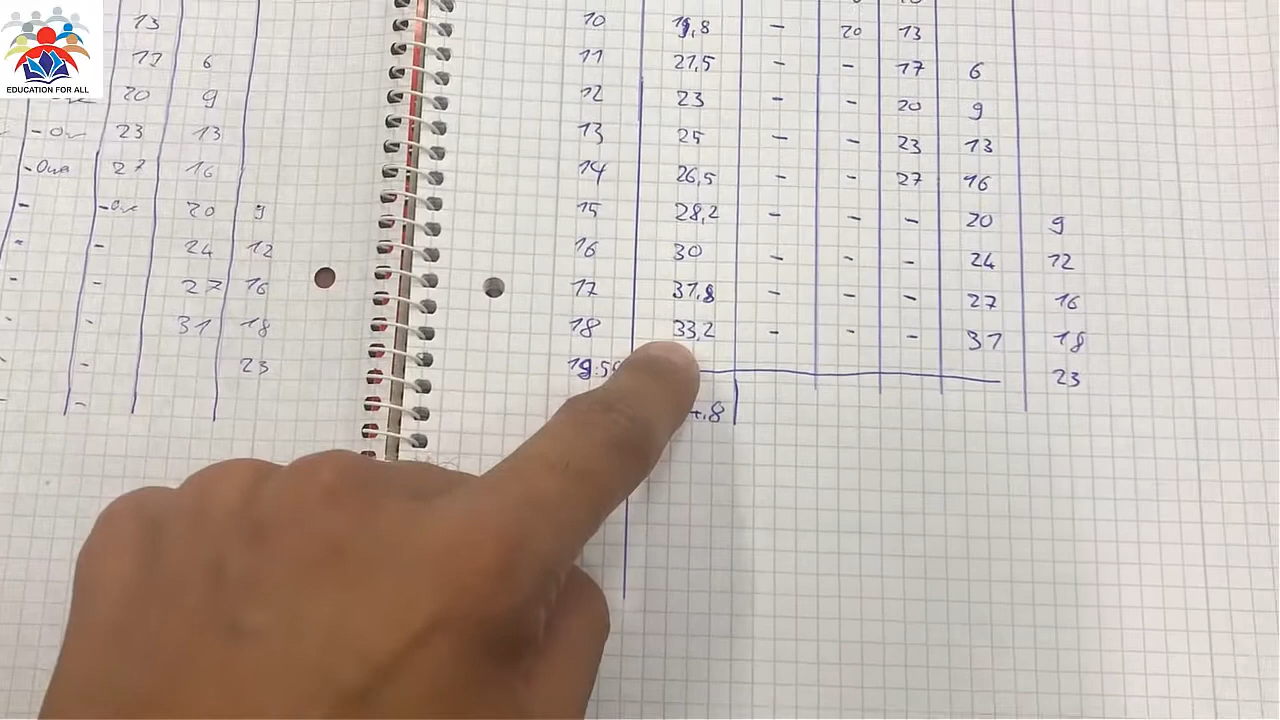 EDUCATION FOR ALL
13
17 6
20 9
23 13
27 16
- 20 9
- - 24 12
- - 27 16
- - 31 18
- 23
- -
10 19,8 - 20 13
11 21,5 - - 17 6
12 23 - - 20 9
13 25 - - 23 13
14 26,5 - - 27 16
15 28,2 - - - 20 9
16 30 - - - 24 12
17 31,8 - - - 27 16
18 33,2 - - - 31 18
23